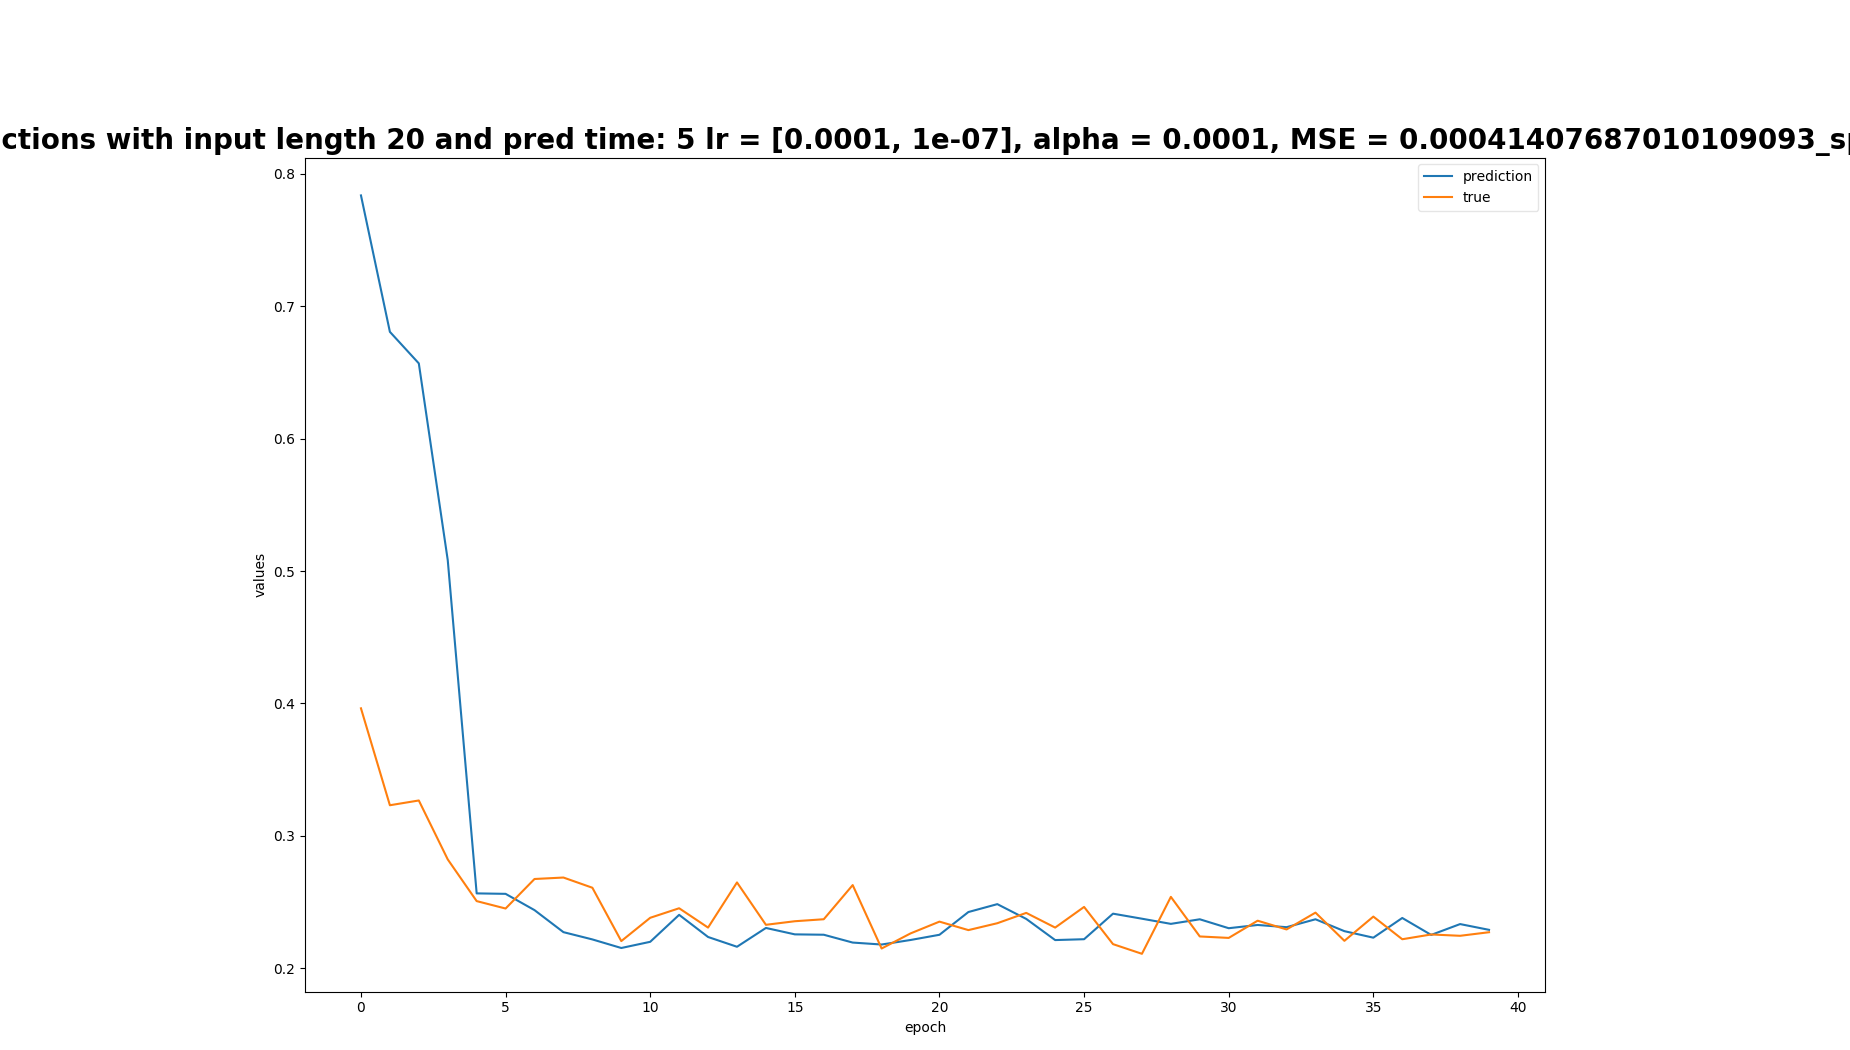 ctions with input length 20 and pred time: 5 lr = [0.0001, 1e-07], alpha = 0.0001, MSE = 0.00041407687010109093_sp
prediction
true
0.8
0.7
0.6
0.5
0.4
0.3
0.2
values
0 5 10 15 20 25 30 35 40
epoch